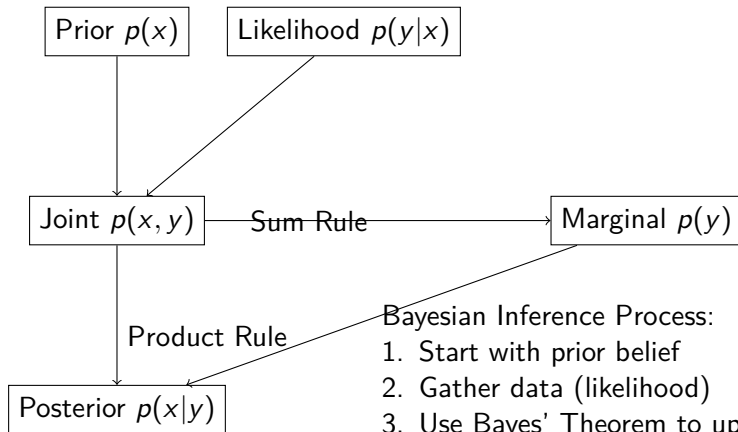 Prior p(x)
Likelihood p(y|x)
Joint p(x, y)
Sum Rule
Marginal p(y)
Product Rule
Bayesian Inference Process:
1. Start with prior belief
2. Gather data (likelihood)
Posterior p(x|y)
3. Use Bayes' Theorem to up